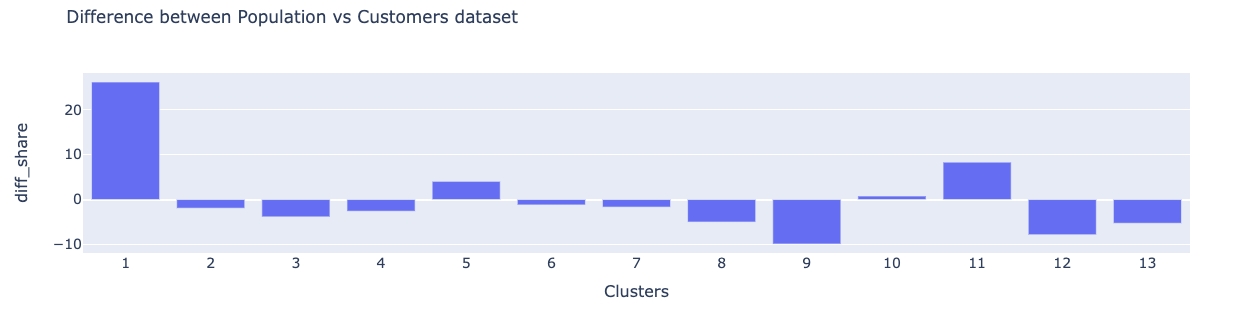 Difference between Population vs Customers dataset
diff_share
20
10
0
−10
1 2 3 4 5 6 7 8 9 10 11 12 13
Clusters